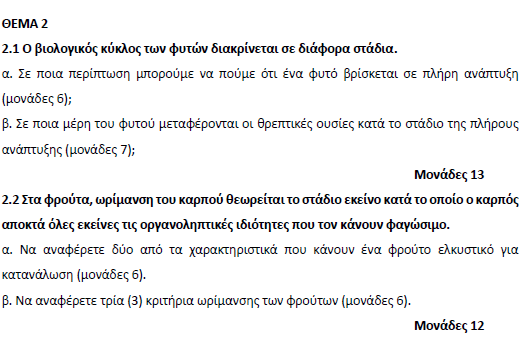 ΘΕΜΑ 2
2.1 Ο βιολογικός κύκλος των φυτών διακρίνεται σε διάφορα στάδια.
α. Σε ποια περίπτωση μπορούμε να πούμε ότι ένα φυτό βρίσκεται σε πλήρη ανάπτυξη
(μονάδες 6);
β. Σε ποια μέρη του φυτού μεταφέρονται οι θρεπτικές ουσίες κατά το στάδιο της πλήρους
ανάπτυξης (μονάδες 7);
Μονάδες 13
2.2 Στα φρούτα, ωρίμανση του καρπού θεωρείται το στάδιο εκείνο κατά το οποίο ο καρπός
αποκτά όλες εκείνες τις οργανοληπτικές ιδιότητες που τον κάνουν φαγώσιμο.
α. Να αναφέρετε δύο από τα χαρακτηριστικά που κάνουν ένα φρούτο ελκυστικό για
κατανάλωση (μονάδες 6).
β. Να αναφέρετε τρία (3) κριτήρια ωρίμανσης των φρούτων (μονάδες 6).
Μονάδες 12